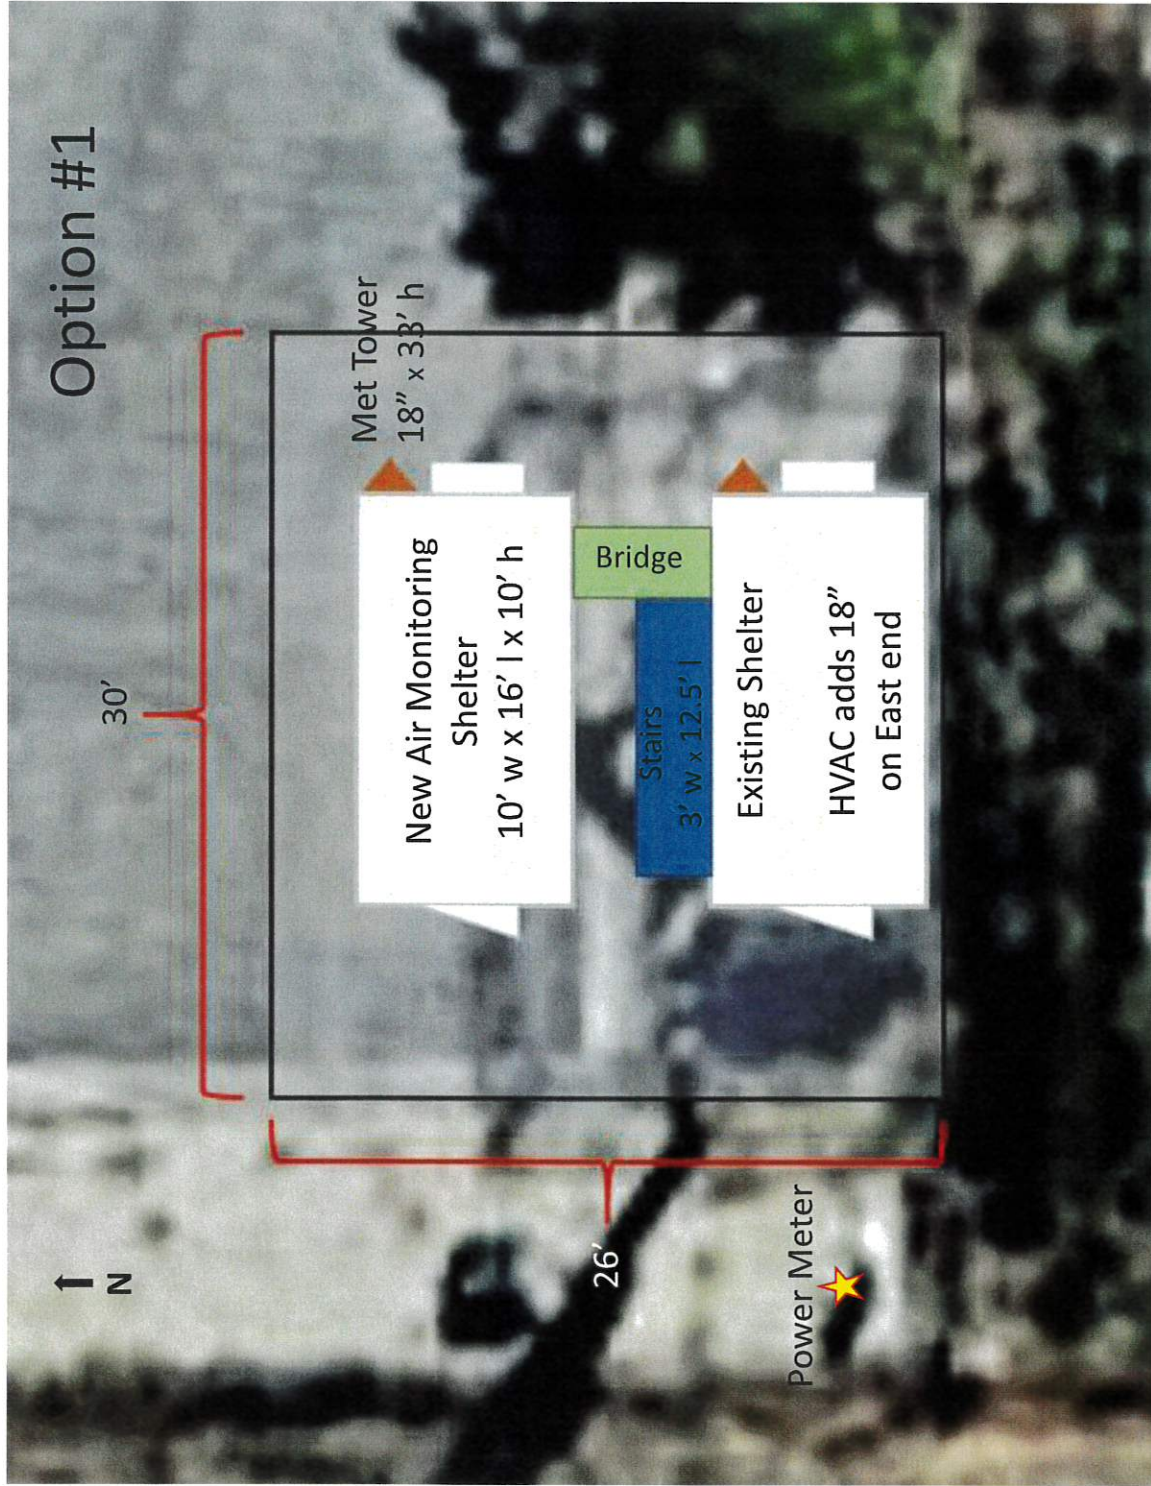 Option #1
30’
Met Tower
18” x 33’ h
New Air Monitoring
Shelter
10’ w x 16’ l x 10’ h
Bridge
Stairs
3’ w x 12.5’ l
Existing Shelter
HVAC adds 18”
on East end
26’
N
Power Meter